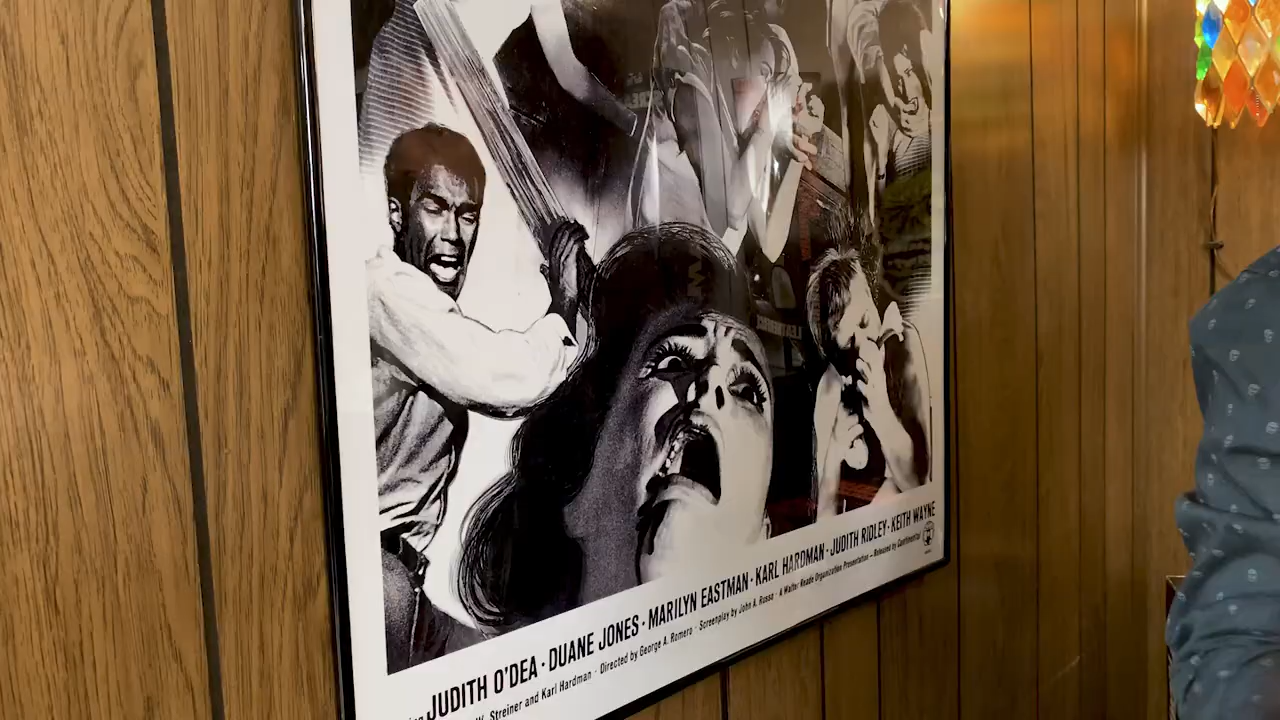 JUDITH O'DEA · DUANE JONES · MARILYN EASTMAN · KARL HARDMAN · JUDITH RIDLEY · KEITH WAYNE
W. Streiner and Karl Hardman · Directed by George A. Romero · Screenplay by John A. Russo · A Walter Reade Organization Presentation — Released by Continental